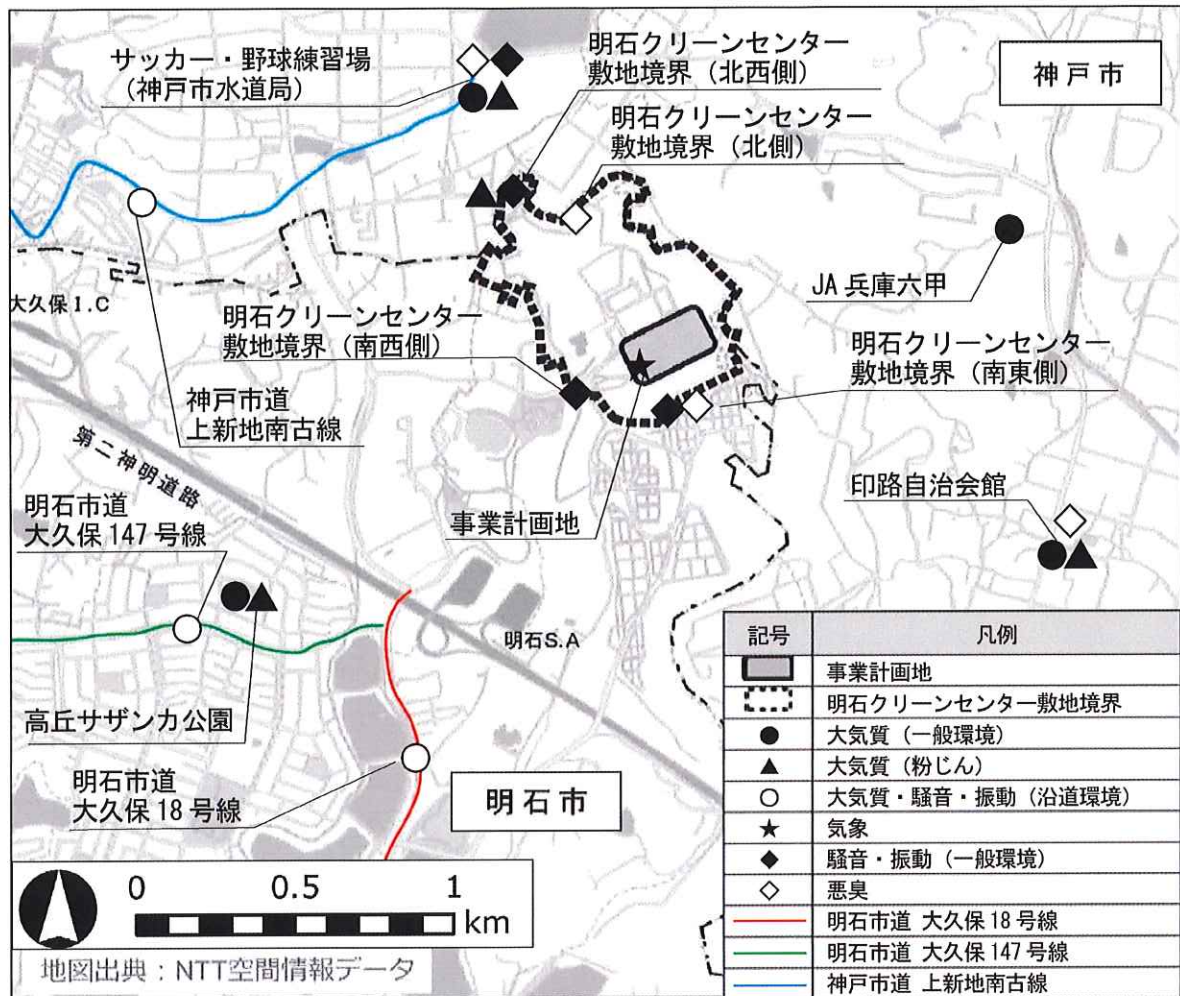 サッカー・野球練習場
(神戸市水道局)
明石クリーンセンター
敷地境界(北西側)
神戸市
明石クリーンセンター
敷地境界(北側)
JA 兵庫六甲
大久保I.C
明石クリーンセンター
敷地境界(南西側)
明石クリーンセンター
敷地境界(南東側)
神戸市道
上新地南古線
第二神明道路
印路自治会館
明石市道
大久保 147 号線
事業計画地
明石S.A
高丘サザンカ公園
明石市道
大久保 18 号線
明石市
記号 凡例
事業計画地
明石クリーンセンター敷地境界
大気質(一般環境)
大気質(粉じん)
大気質・騒音・振動(沿道環境)
気象
騒音・振動(一般環境)
悪臭
明石市道 大久保 18 号線
明石市道 大久保 147 号線
神戸市道 上新地南古線
0 0.5 1
km
地図出典:NTT空間情報データ